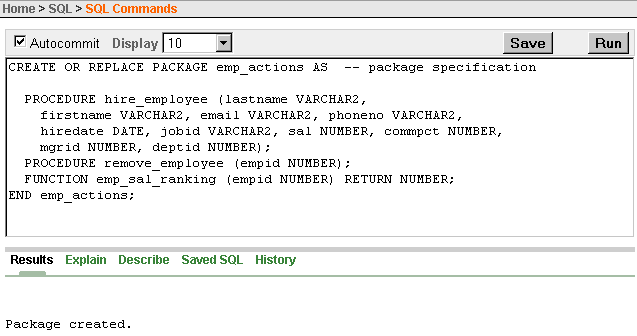 Home > SQL > SQL Commands
Autocommit Display 10 Save Run
CREATE OR REPLACE PACKAGE emp_actions AS  -- package specification
  PROCEDURE hire_employee (lastname VARCHAR2,
    firstname VARCHAR2, email VARCHAR2, phoneno VARCHAR2,
    hiredate DATE, jobid VARCHAR2, sal NUMBER, commpct NUMBER,
    mgrid NUMBER, deptid NUMBER);
  PROCEDURE remove_employee (empid NUMBER);
  FUNCTION emp_sal_ranking (empid NUMBER) RETURN NUMBER;
END emp_actions;
Results Explain Describe Saved SQL History
Package created.